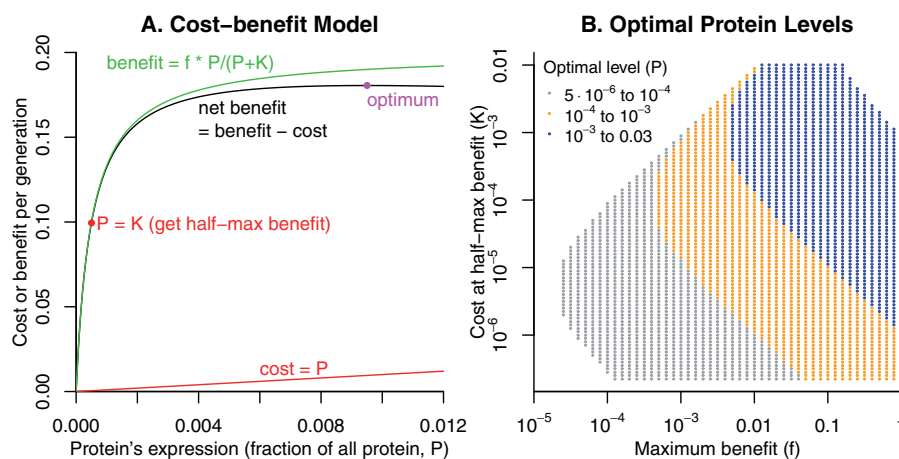 A. Cost–benefit Model
benefit = f * P/(P+K)
optimum
net benefit
= benefit − cost
P = K (get half−max benefit)
cost = P
Cost or benefit per generation
0.00
0.05
0.10
0.15
0.20
0.000
0.004
0.008
0.012
Protein's expression (fraction of all protein, P)
B. Optimal Protein Levels
Optimal level (P)
5 · 10⁻⁶ to 10⁻⁴
10⁻⁴ to 10⁻³
10⁻³ to 0.03
Cost at half−max benefit (K)
0.01
10⁻³
10⁻⁴
10⁻⁵
10⁻⁶
10⁻⁵
10⁻⁴
10⁻³
0.01
0.1
1
Maximum benefit (f)